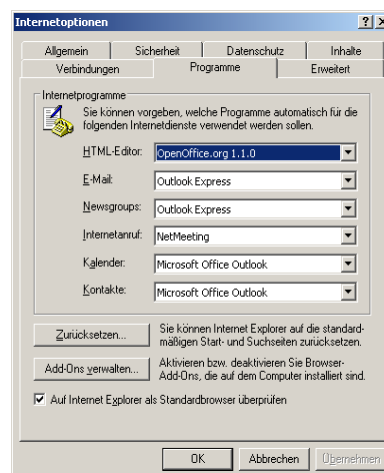 Internetoptionen
Allgemein Sicherheit Datenschutz Inhalte
Verbindungen Programme Erweitert
Internetprogramme
Sie können vorgeben, welche Programme automatisch für die
folgenden Internetdienste verwendet werden sollen.
HTML-Editor: OpenOffice.org 1.1.0
E-Mail: Outlook Express
Newsgroups: Outlook Express
Internetanruf: NetMeeting
Kalender: Microsoft Office Outlook
Kontakte: Microsoft Office Outlook
Zurücksetzen... Sie können Internet Explorer auf die standard-
mäßigen Start- und Suchseiten zurücksetzen.
Add-Ons verwalten... Aktivieren bzw. deaktivieren Sie Browser-
Add-Ons, die auf dem Computer installiert sind.
Auf Internet Explorer als Standardbrowser überprüfen
OK Abbrechen Übernehmen